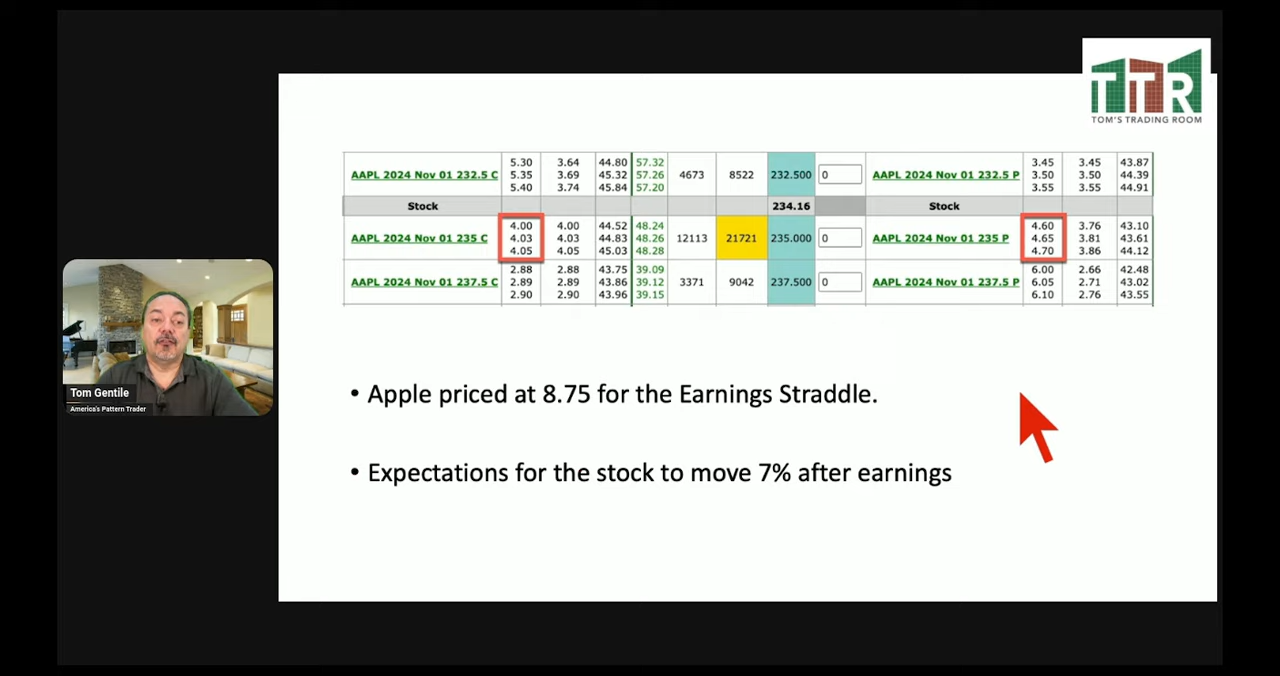 TTR
TOM'S TRADING ROOM
5.30 3.64 44.80 57.32 3.45 3.45 43.87
AAPL 2024 Nov 01 232.5 C 5.35 3.69 45.32 57.26 4673 8522 232.500 0 AAPL 2024 Nov 01 232.5 P 3.50 3.50 44.39
5.40 3.74 45.84 57.20 3.55 3.55 44.91
Stock 234.16 Stock
4.00 4.00 44.52 48.24 4.60 3.76 43.10
AAPL 2024 Nov 01 235 C 4.03 4.03 44.83 48.26 12113 21721 235.000 0 AAPL 2024 Nov 01 235 P 4.65 3.81 43.61
4.05 4.05 45.03 48.28 4.70 3.86 44.12
2.88 2.88 43.75 39.09 6.00 2.66 42.48
AAPL 2024 Nov 01 237.5 C 2.89 2.89 43.86 39.12 3371 9042 237.500 0 AAPL 2024 Nov 01 237.5 P 6.05 2.71 43.02
2.90 2.90 43.96 39.15 6.10 2.76 43.55
Tom Gentile
America's Pattern Trader
• Apple priced at 8.75 for the Earnings Straddle.
• Expectations for the stock to move 7% after earnings